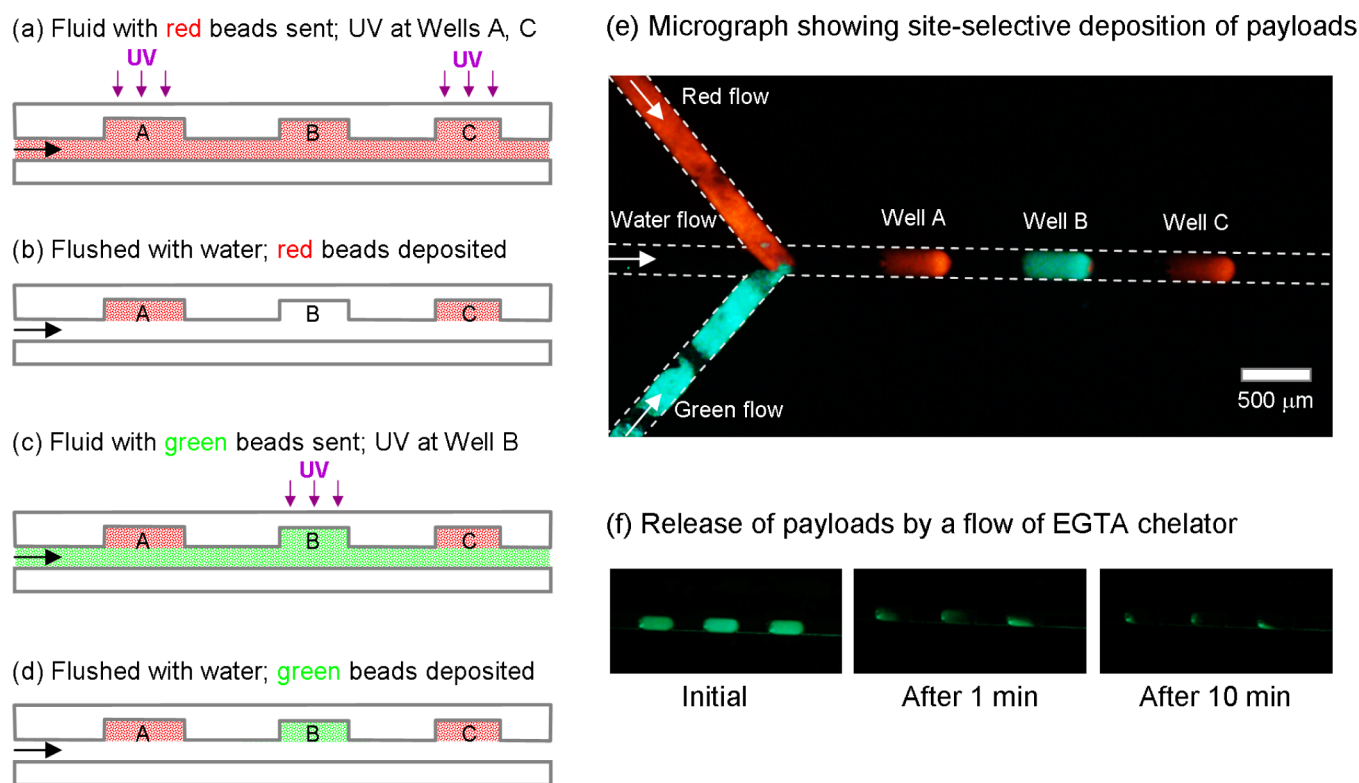 (a) Fluid with red beads sent; UV at Wells A, C
UV UV
A B C
(b) Flushed with water; red beads deposited
A B C
(c) Fluid with green beads sent; UV at Well B
UV
A B C
(d) Flushed with water; green beads deposited
A B C
(e) Micrograph showing site-selective deposition of payloads
Red flow
Water flow
Well A Well B Well C
Green flow
500 μm
(f) Release of payloads by a flow of EGTA chelator
Initial After 1 min After 10 min